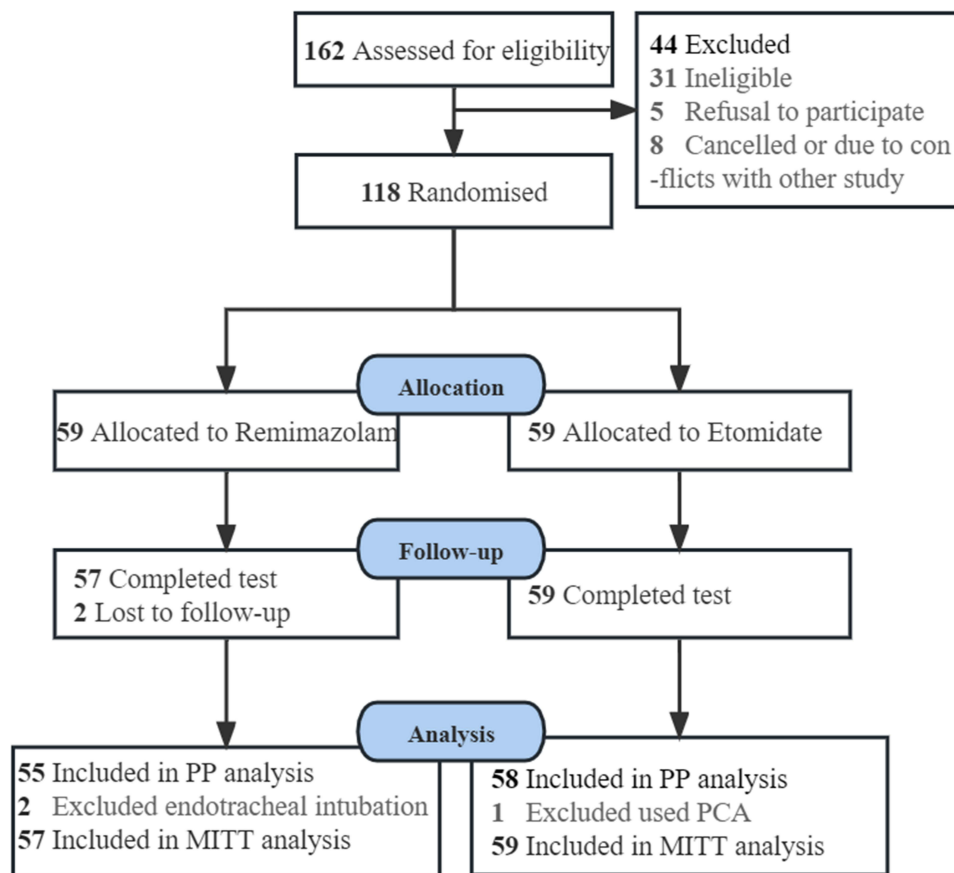 162 Assessed for eligibility
44 Excluded
31 Ineligible
5 Refusal to participate
8 Cancelled or due to con
-flicts with other study
118 Randomised
Allocation
59 Allocated to Remimazolam
59 Allocated to Etomidate
Follow-up
57 Completed test
2 Lost to follow-up
59 Completed test
Analysis
55 Included in PP analysis
2 Excluded endotracheal intubation
57 Included in MITT analysis
58 Included in PP analysis
1 Excluded used PCA
59 Included in MITT analysis